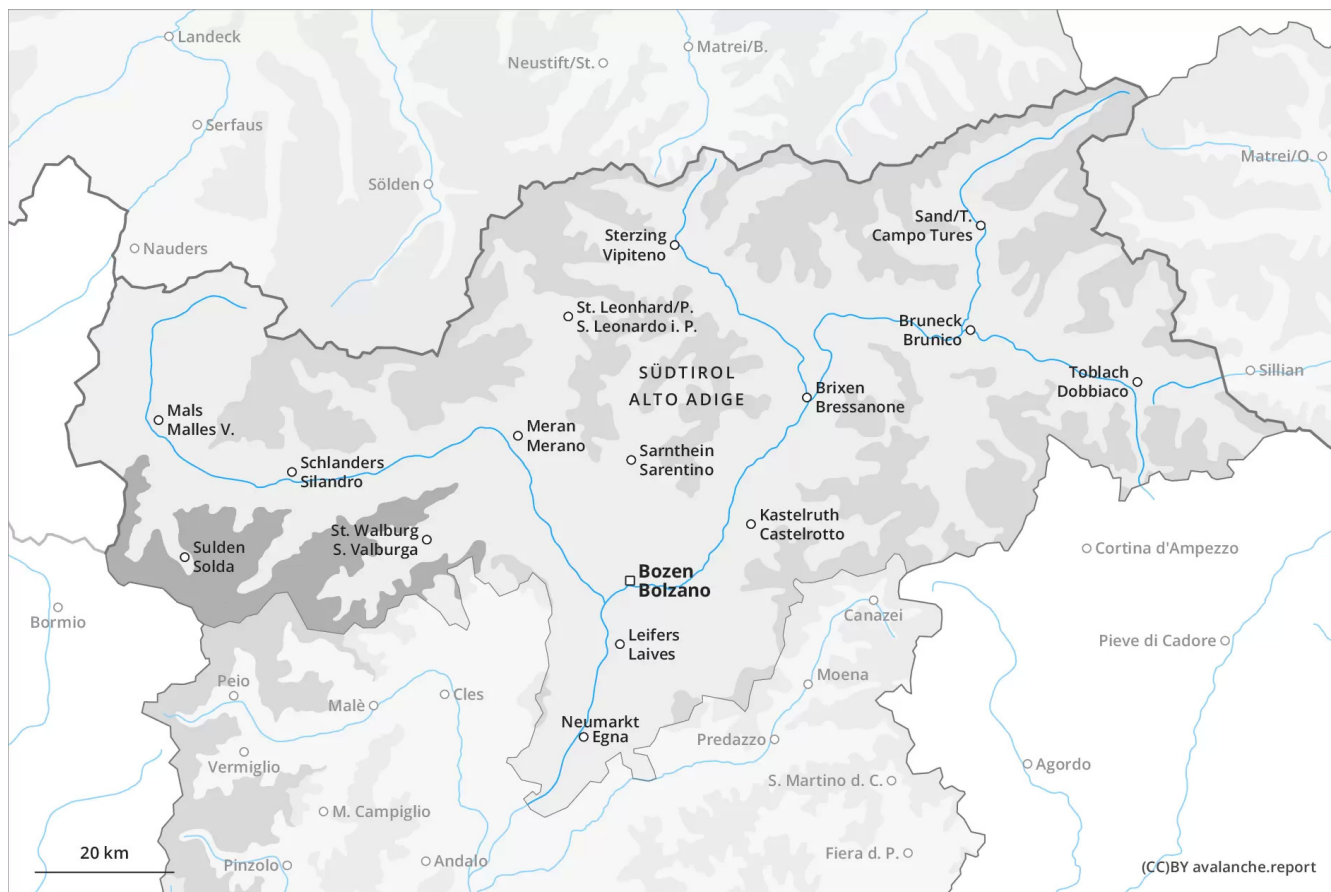 Landeck
Matrei/B.
Neustift/St.
Serfaus
Matrei/O.
Sölden
Sand/T.
Campo Tures
Nauders
Sterzing
Vipiteno
St. Leonhard/P.
S. Leonardo i. P.
Bruneck
Brunico
SÜDTIROL
ALTO ADIGE
Toblach
Dobbiaco
Sillian
Brixen
Bressanone
Mals
Malles V.
Meran
Merano
Schlanders
Silandro
Sarnthein
Sarentino
Kastelruth
Castelrotto
St. Walburg
S. Valburga
Sulden
Solda
Cortina d'Ampezzo
Bozen
Bolzano
Bormio
Canazei
Leifers
Laives
Pieve di Cadore
Peio
Moena
Cles
Malè
Neumarkt
Egna
Predazzo
Vermiglio
Agordo
S. Martino d. C.
M. Campiglio
20 km
Pinzolo
Andalo
Fiera d. P.
(CC)BY avalanche.report